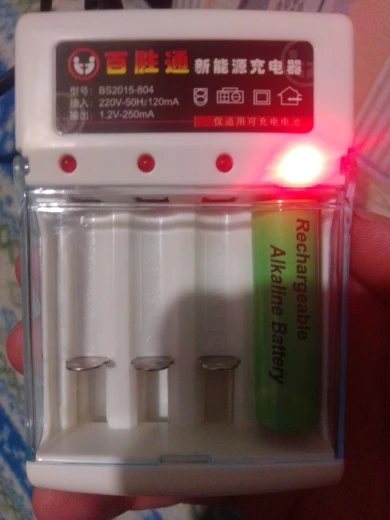 百胜通 新能源充电器
型号: BS2015-804
输入: 220V-50Hz120mA
输出: 1.2V-250mA
仅适用可充电电池
Rechargeable
Alkaline Battery